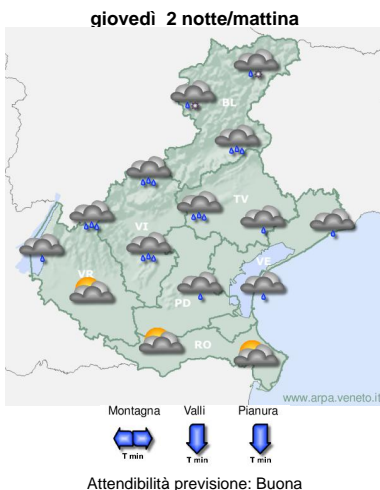 giovedì 2 notte/mattina
BL
TV
VI
VE
VR
PD
RO
www.arpa.veneto.it
Montagna Valli Pianura
T min T min T min
Attendibilità previsione: Buona